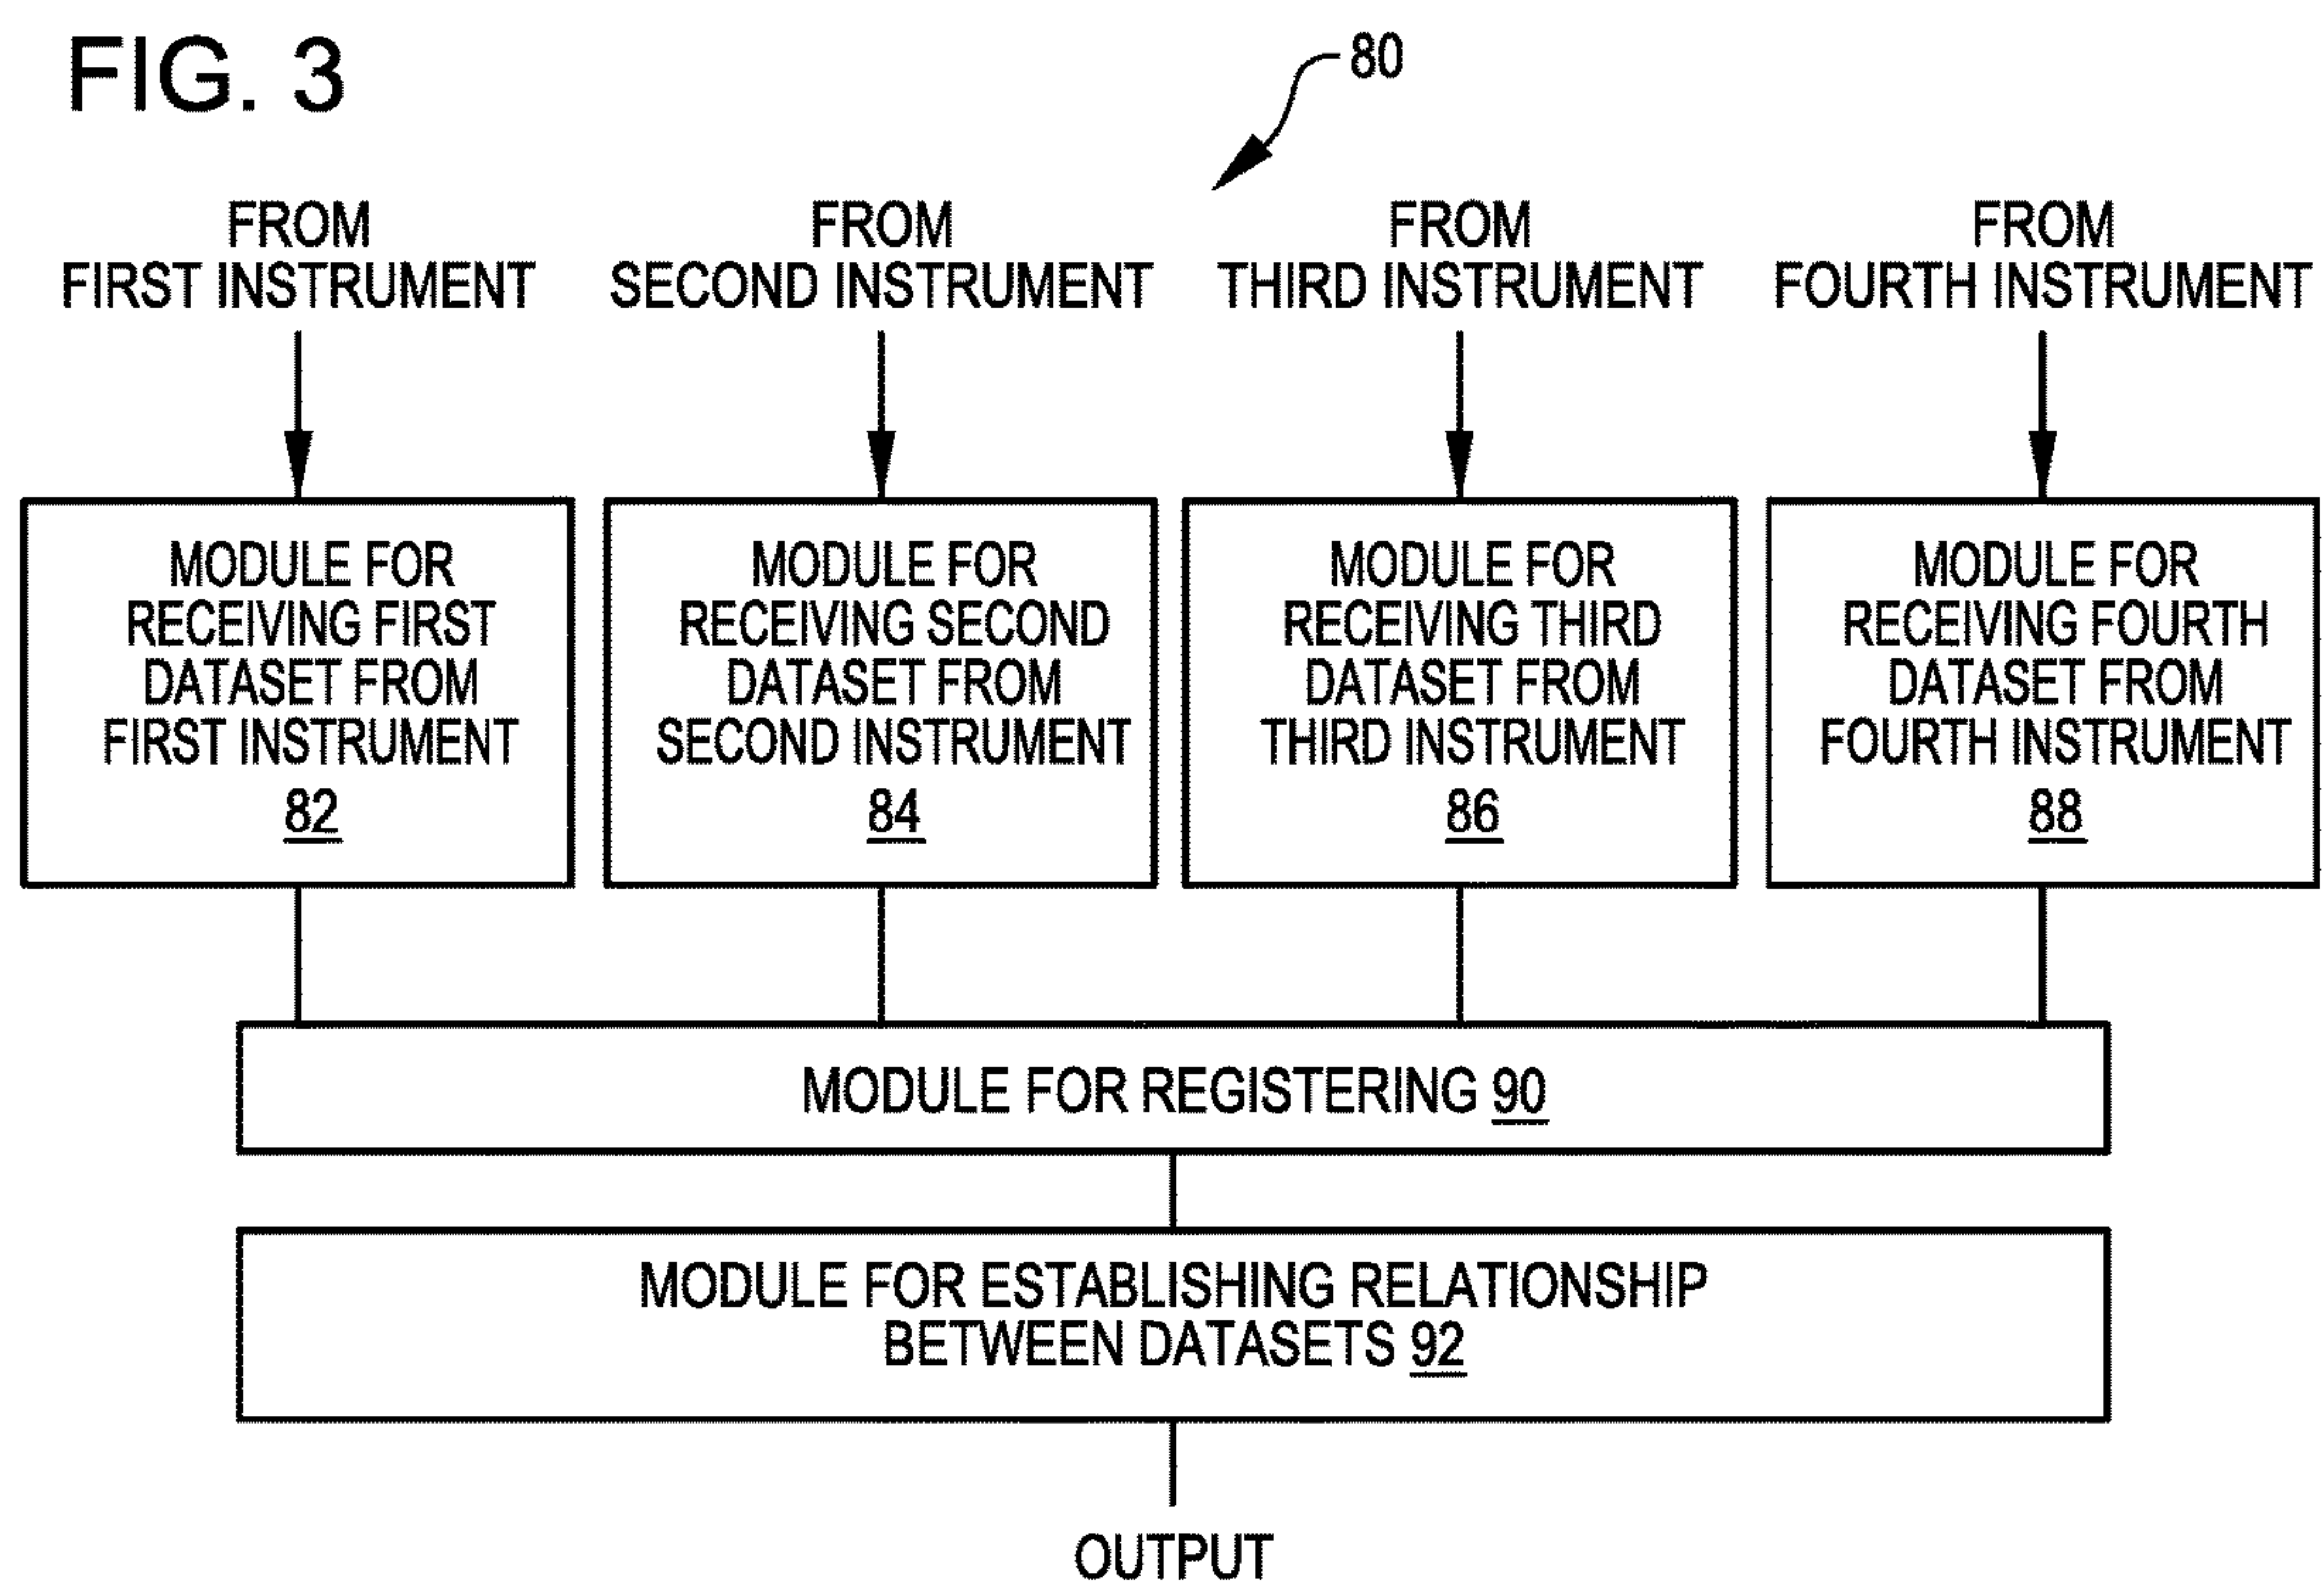 FIG. 3
80
FROM
FIRST INSTRUMENT
FROM
SECOND INSTRUMENT
FROM
THIRD INSTRUMENT
FROM
FOURTH INSTRUMENT
MODULE FOR
RECEIVING FIRST
DATASET FROM
FIRST INSTRUMENT
82
MODULE FOR
RECEIVING SECOND
DATASET FROM
SECOND INSTRUMENT
84
MODULE FOR
RECEIVING THIRD
DATASET FROM
THIRD INSTRUMENT
86
MODULE FOR
RECEIVING FOURTH
DATASET FROM
FOURTH INSTRUMENT
88
MODULE FOR REGISTERING 90
MODULE FOR ESTABLISHING RELATIONSHIP
BETWEEN DATASETS 92
OUTPUT